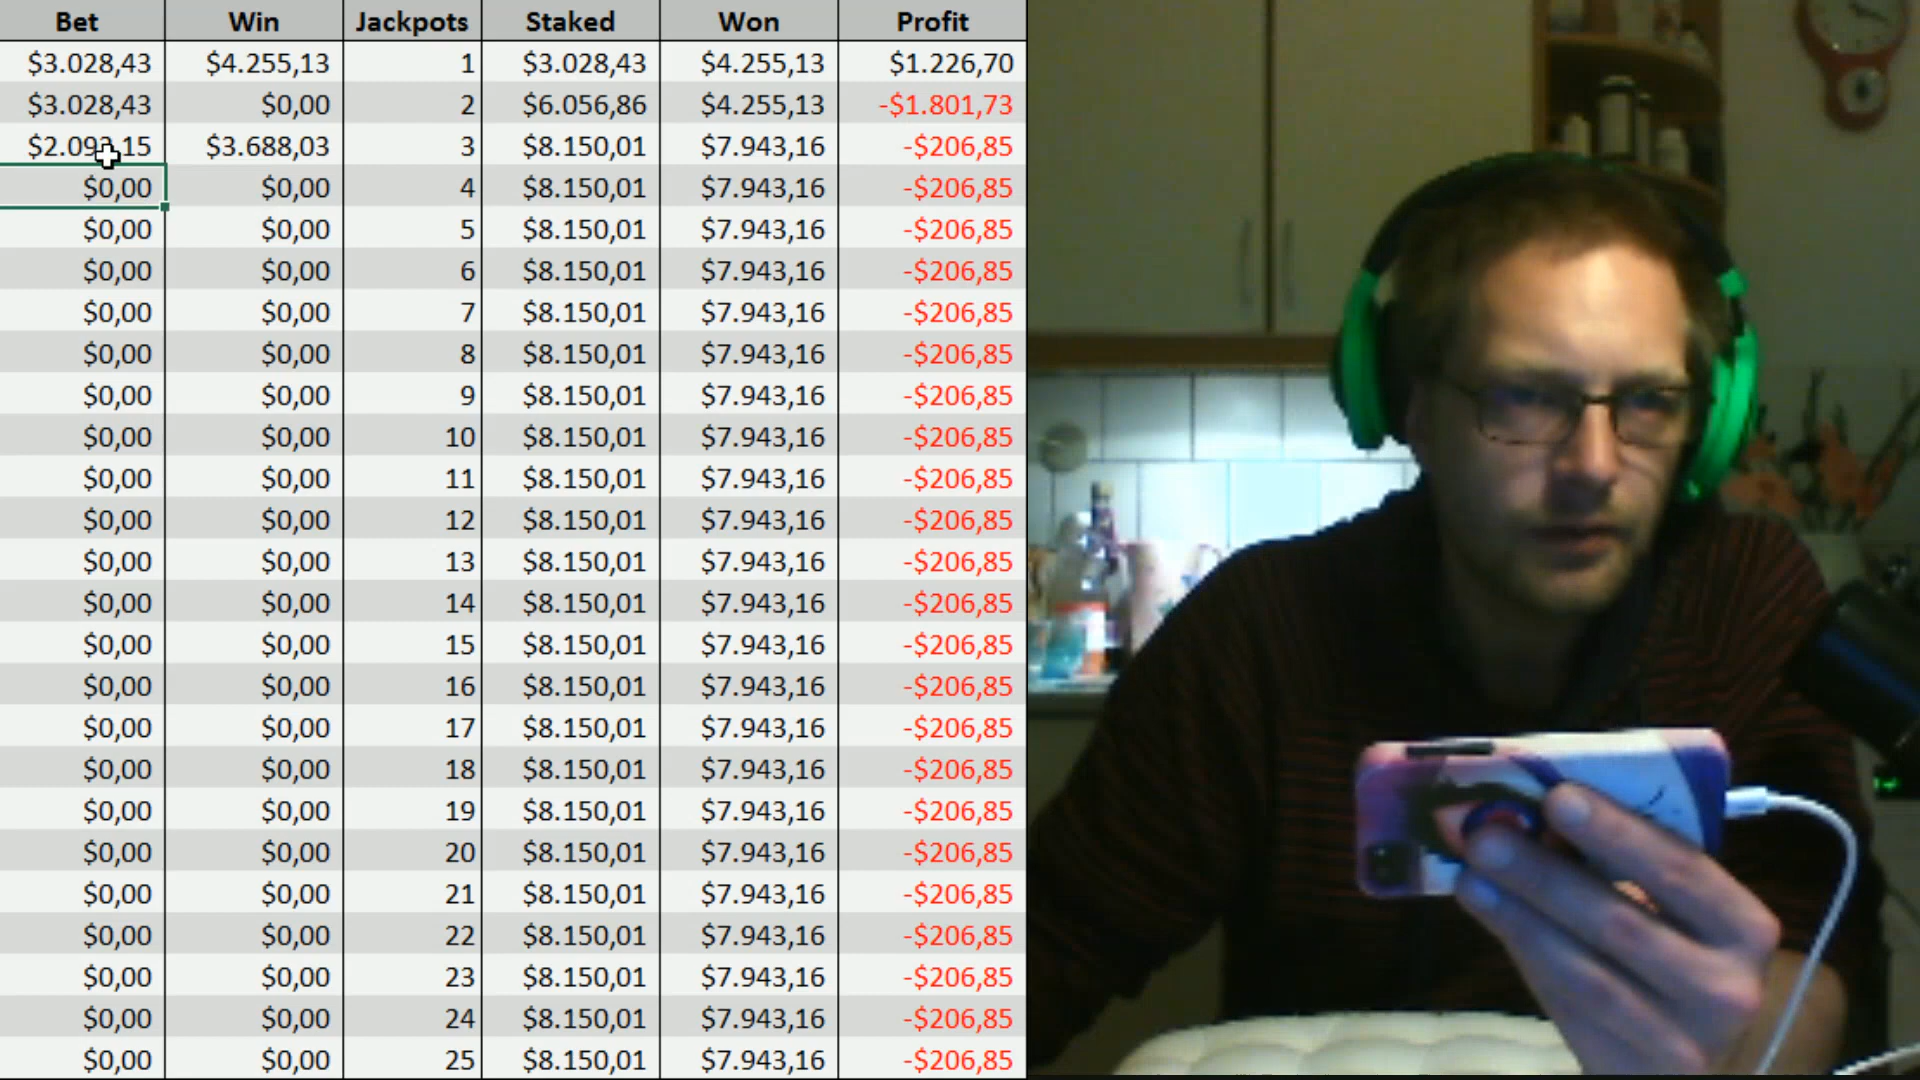 Bet Win Jackpots Staked Won Profit
$3.028,43 $4.255,13 1 $3.028,43 $4.255,13 $1.226,70
$3.028,43 $0,00 2 $6.056,86 $4.255,13 -$1.801,73
$3.688,03 3 $8.150,01 $7.943,16 -$206,85
$0,00 $0,00 4 $8.150,01 $7.943,16 -$206,85
$0,00 $0,00 5 $8.150,01 $7.943,16 -$206,85
$0,00 $0,00 6 $8.150,01 $7.943,16 -$206,85
$0,00 $0,00 7 $8.150,01 $7.943,16 -$206,85
$0,00 $0,00 8 $8.150,01 $7.943,16 -$206,85
$0,00 $0,00 9 $8.150,01 $7.943,16 -$206,85
$0,00 $0,00 10 $8.150,01 $7.943,16 -$206,85
$0,00 $0,00 11 $8.150,01 $7.943,16 -$206,85
$0,00 $0,00 12 $8.150,01 $7.943,16 -$206,85
$0,00 $0,00 13 $8.150,01 $7.943,16 -$206,85
$0,00 $0,00 14 $8.150,01 $7.943,16 -$206,85
$0,00 $0,00 15 $8.150,01 $7.943,16 -$206,85
$0,00 $0,00 16 $8.150,01 $7.943,16 -$206,85
$0,00 $0,00 17 $8.150,01 $7.943,16 -$206,85
$0,00 $0,00 18 $8.150,01 $7.943,16 -$206,85
$0,00 $0,00 19 $8.150,01 $7.943,16 -$206,85
$0,00 $0,00 20 $8.150,01 $7.943,16 -$206,85
$0,00 $0,00 21 $8.150,01 $7.943,16 -$206,85
$0,00 $0,00 22 $8.150,01 $7.943,16 -$206,85
$0,00 $0,00 23 $8.150,01 $7.943,16 -$206,85
$0,00 $0,00 24 $8.150,01 $7.943,16 -$206,85
$0,00 $0,00 25 $8.150,01 $7.943,16 -$206,85